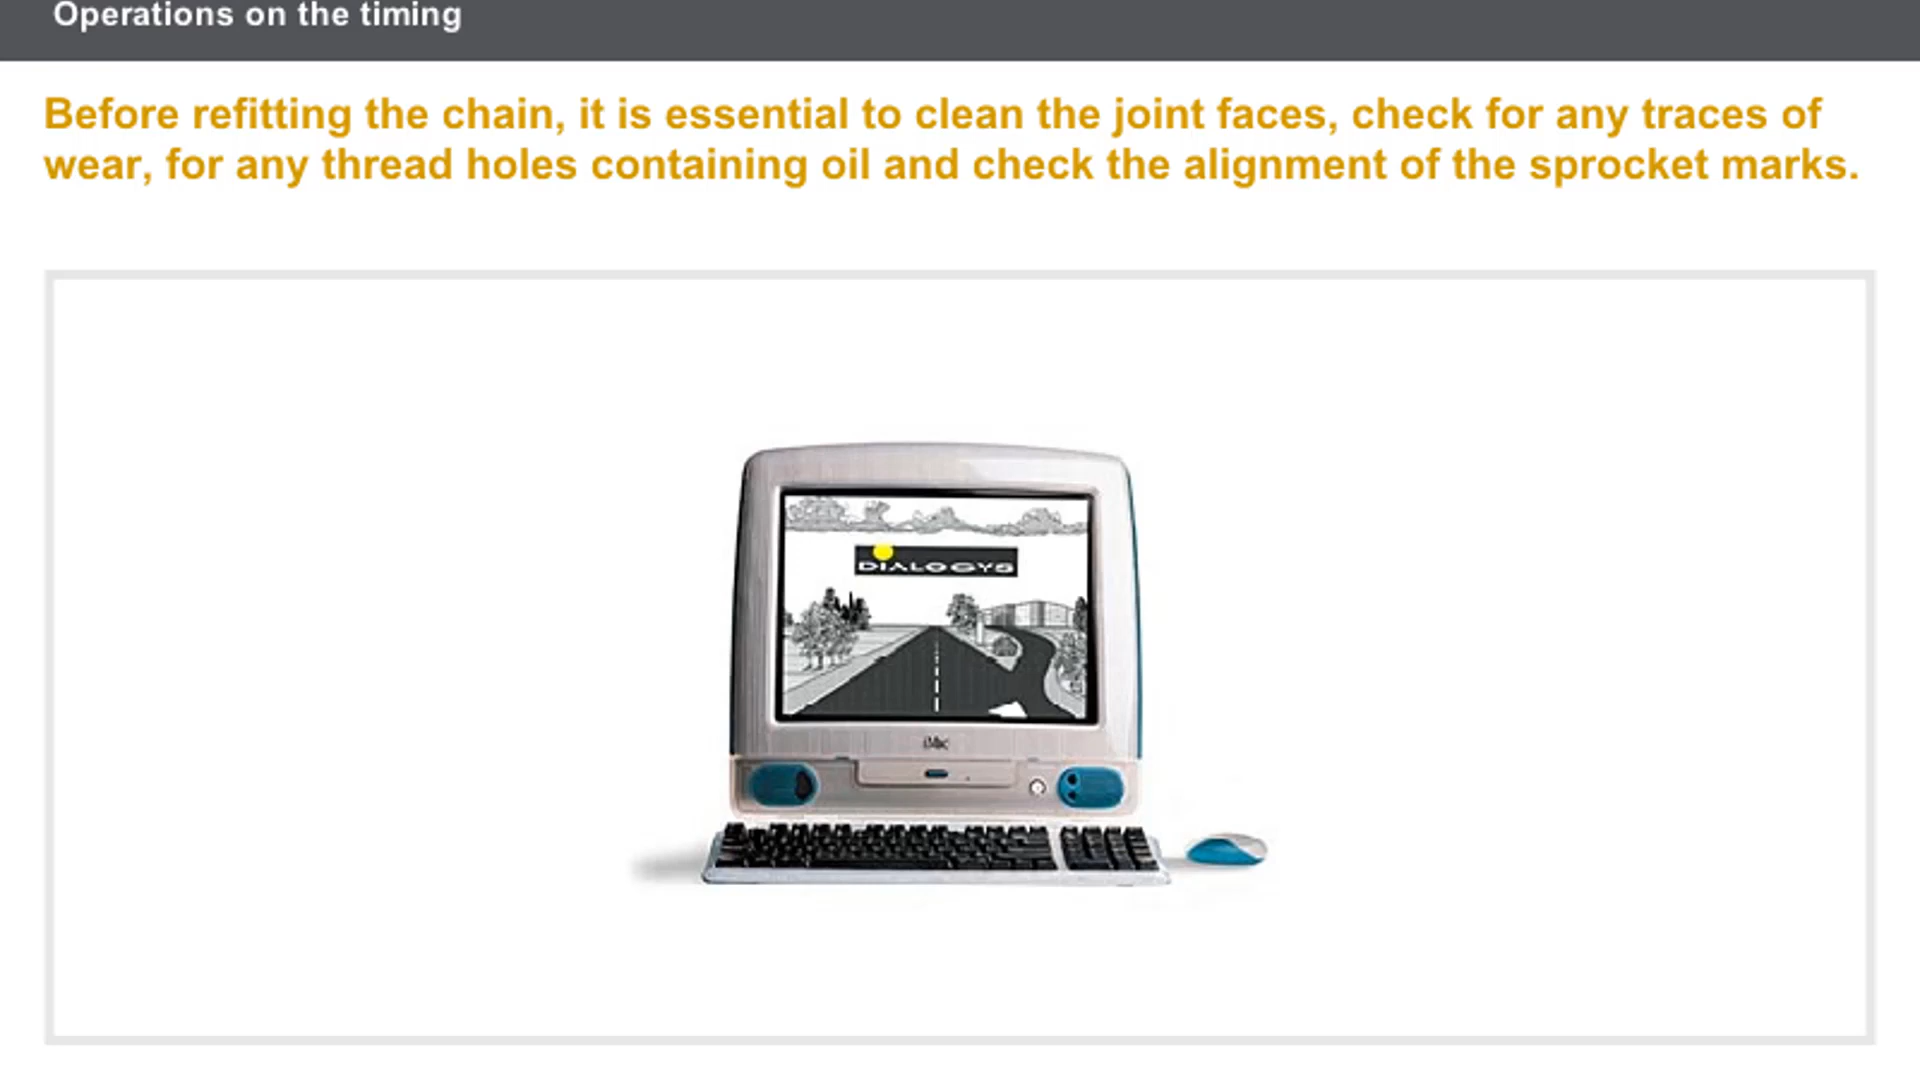 Operations on the timing
Before refitting the chain, it is essential to clean the joint faces, check for any traces of
wear, for any thread holes containing oil and check the alignment of the sprocket marks.
DIALOGYS
iMac